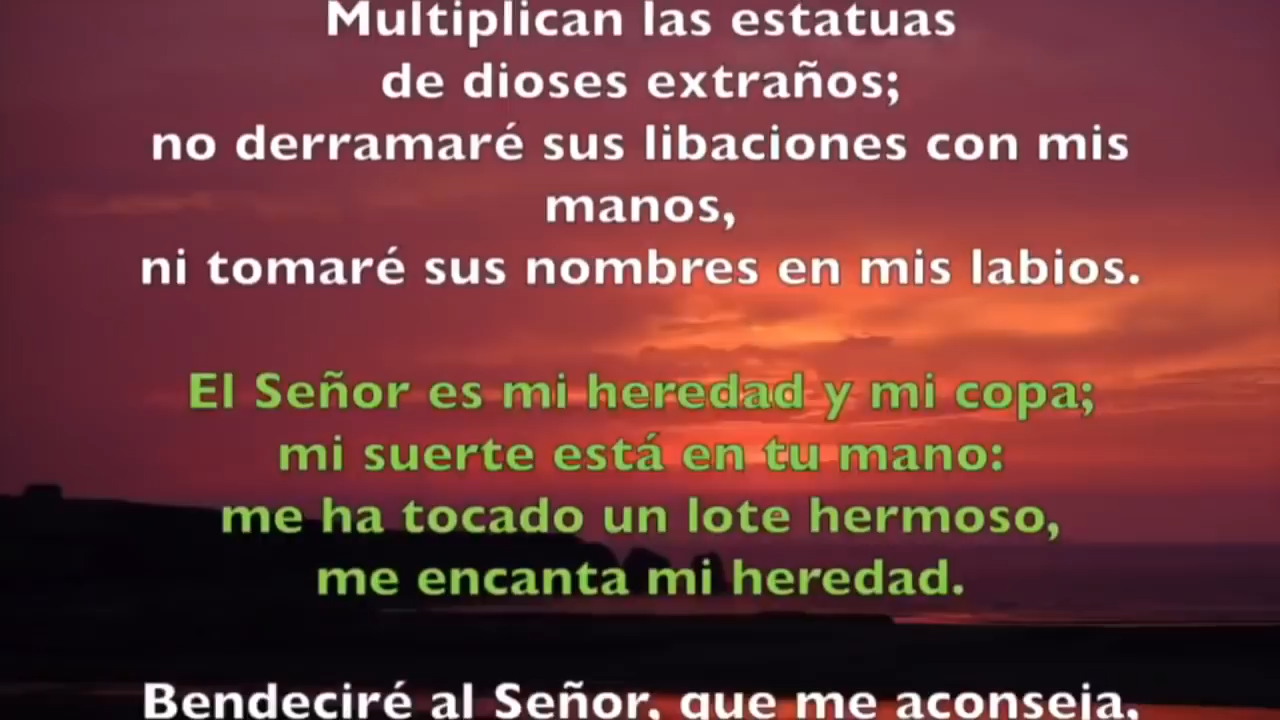 Multiplican las estatuas
de dioses extraños;
no derramaré sus libaciones con mis
manos,
ni tomaré sus nombres en mis labios.
El Señor es mi heredad y mi copa;
mi suerte está en tu mano:
me ha tocado un lote hermoso,
me encanta mi heredad.
Bendeciré al Señor, que me aconseja,